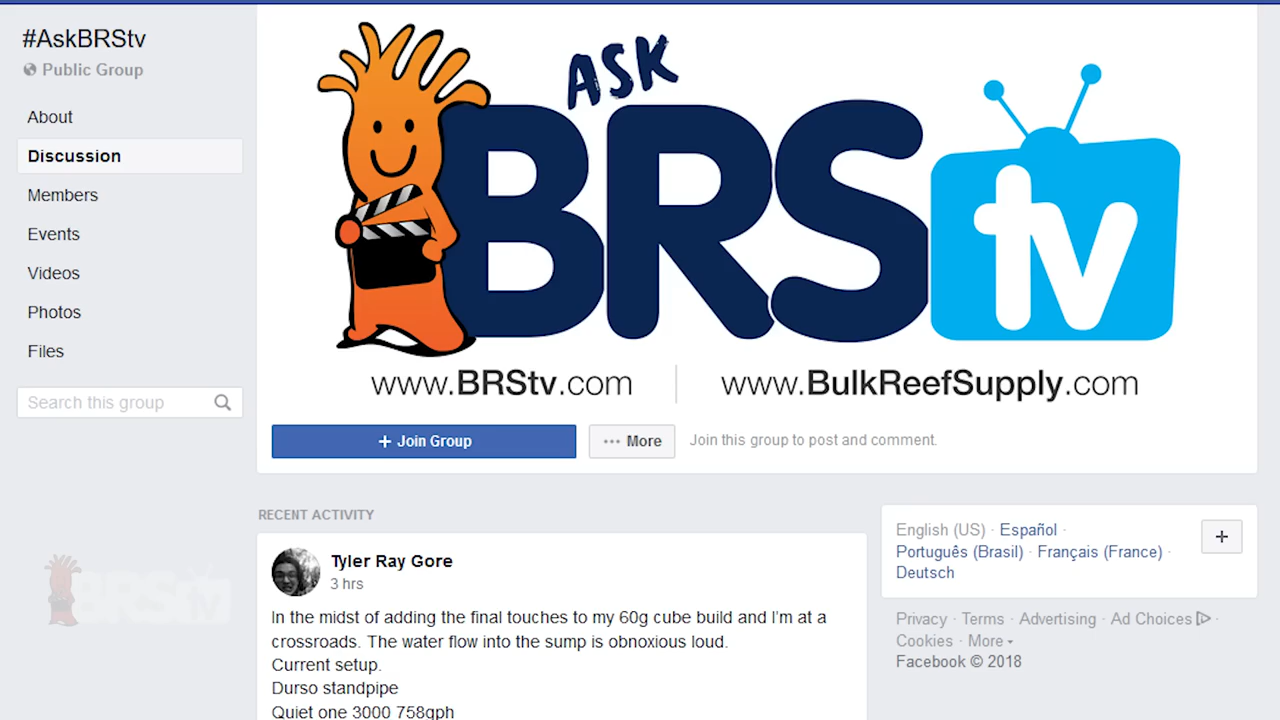 #AskBRStv
Public Group
About
Discussion
Members
Events
Videos
Photos
Files
Search this group
ASK
BRStv
www.BRStv.com
www.BulkReefSupply.com
+ Join Group
··· More
Join this group to post and comment.
RECENT ACTIVITY
Tyler Ray Gore
3 hrs
In the midst of adding the final touches to my 60g cube build and I'm at a
crossroads. The water flow into the sump is obnoxious loud.
Current setup.
Durso standpipe
Quiet one 3000 758gph
English (US) · Español ·
Português (Brasil) · Français (France) ·
Deutsch
+
Privacy · Terms · Advertising · Ad Choices ·
Cookies · More
Facebook © 2018
BRStv